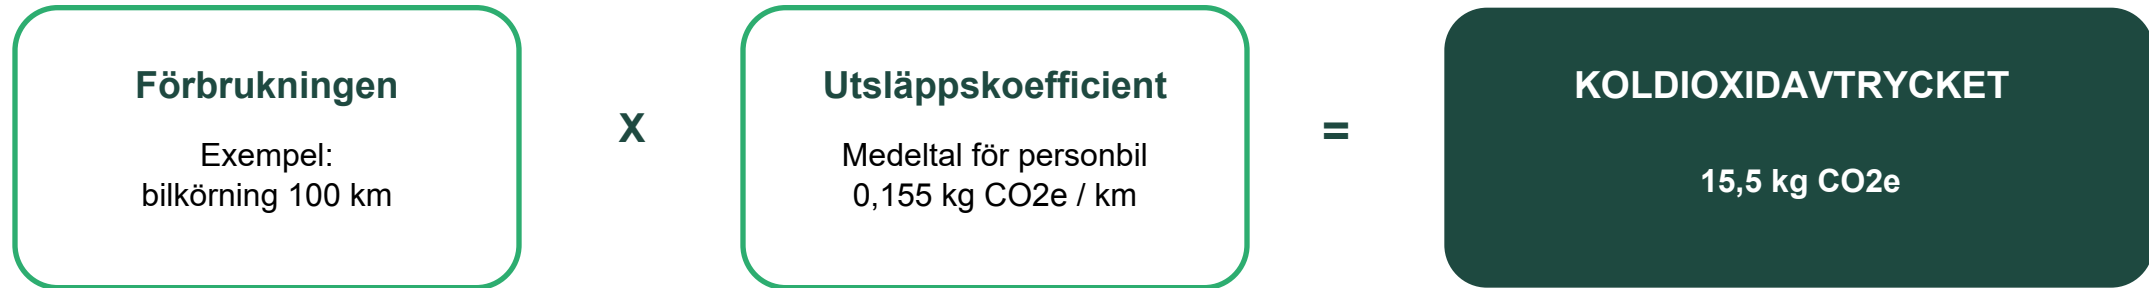 Förbrukningen
Exempel:
bilkörning 100 km
x
Utsläppskoefficient
Medeltal för personbil
0,155 kg CO2e / km
=
KOLDIOXIDAVTRYCKET
15,5 kg CO2e